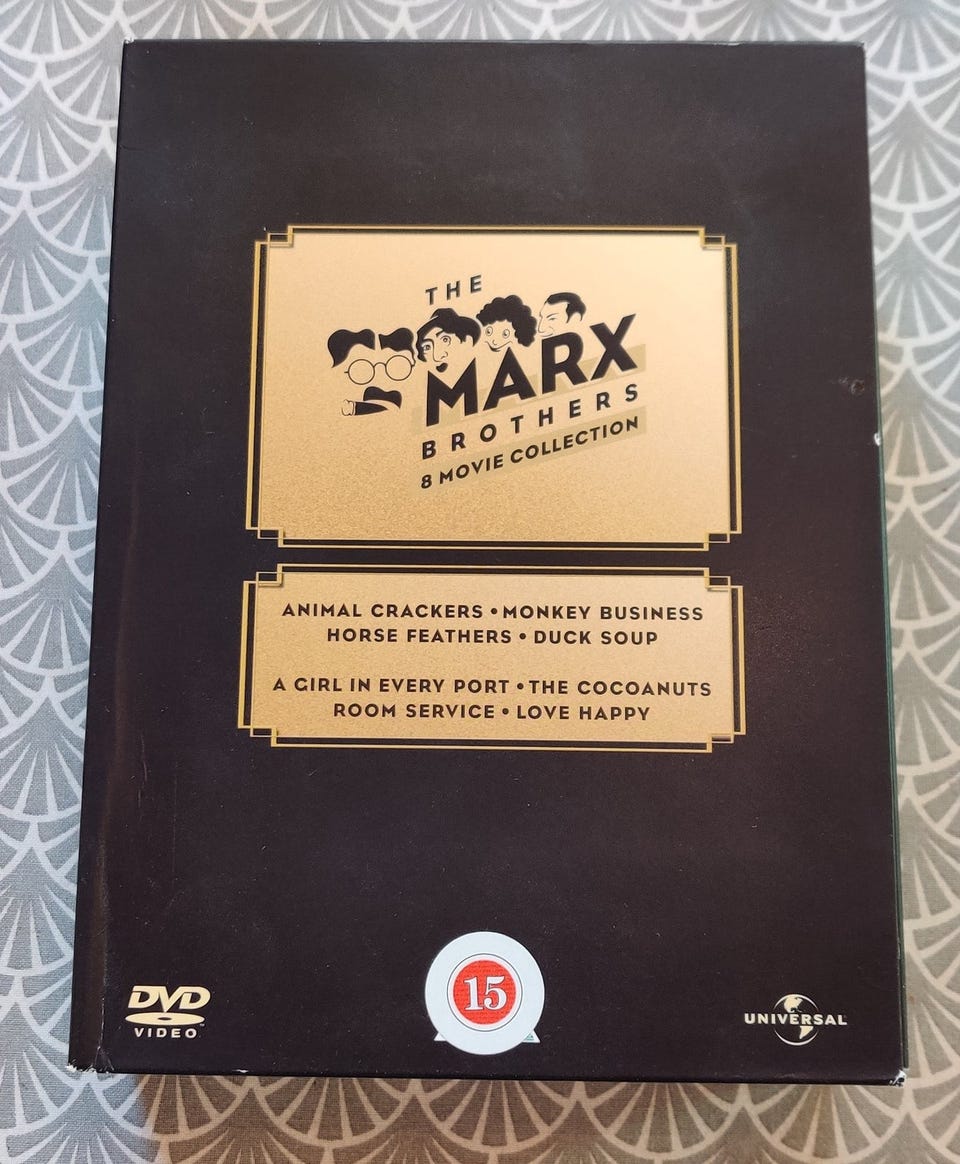 THE
MARX
BROTHERS
8 MOVIE COLLECTION
ANIMAL CRACKERS • MONKEY BUSINESS
HORSE FEATHERS • DUCK SOUP
A GIRL IN EVERY PORT • THE COCOANUTS
ROOM SERVICE • LOVE HAPPY
DVD
VIDEO
15
UNIVERSAL